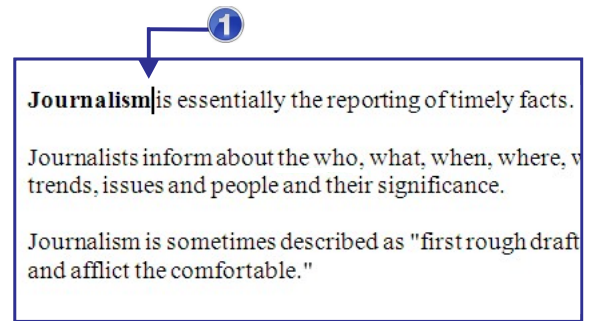 1
Journalism is essentially the reporting of timely facts.
Journalists inform about the who, what, when, where,
trends, issues and people and their significance.
Journalism is sometimes described as "first rough draft
and afflict the comfortable."